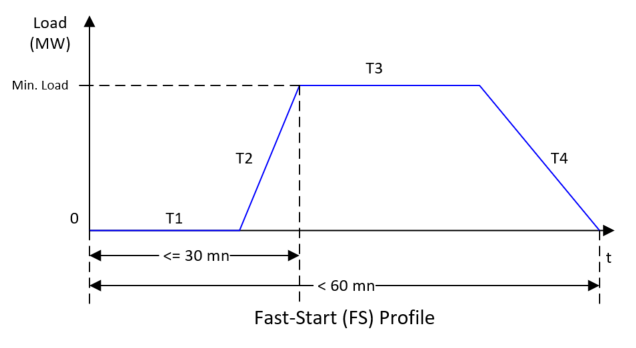 Load
(MW)
T3
Min. Load
T2
T4
0
T1
t
<= 30 mn
< 60 mn
Fast-Start (FS) Profile